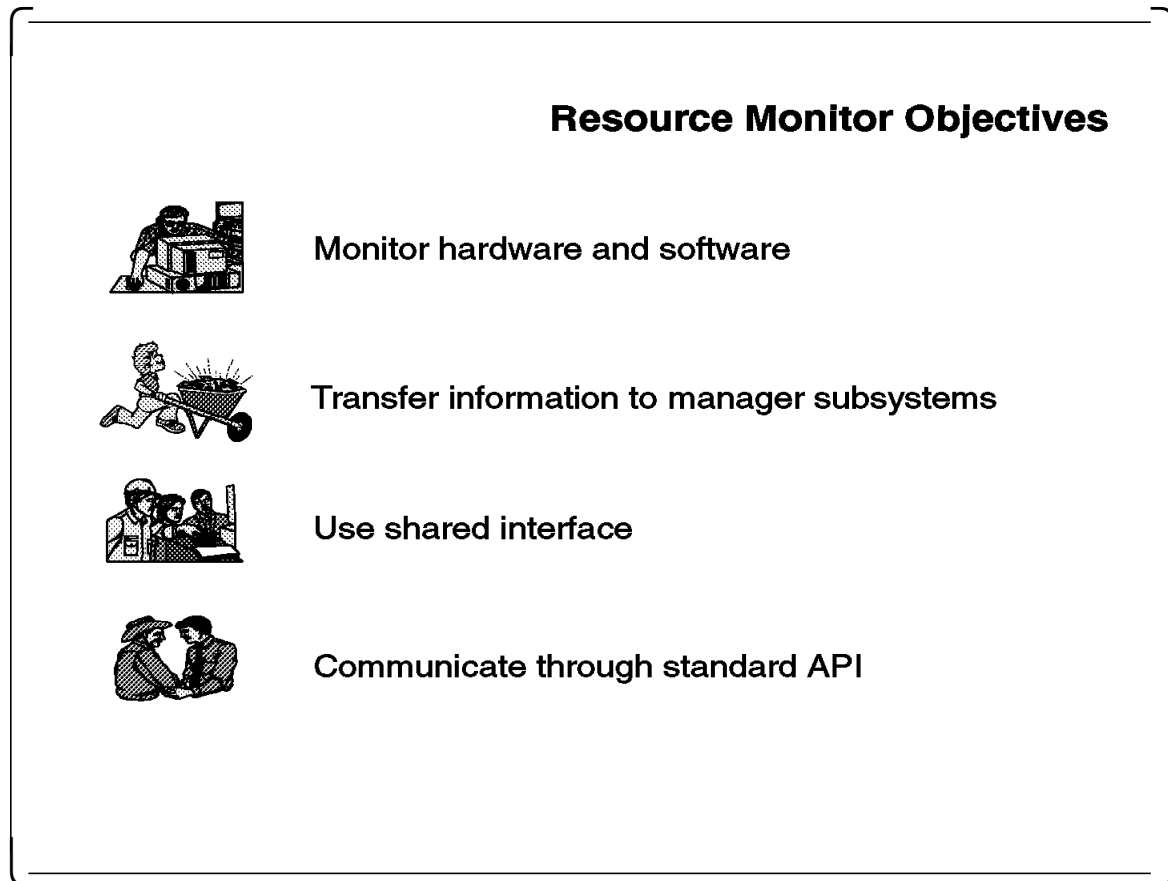 Resource Monitor Objectives
Monitor hardware and software
Transfer information to manager subsystems
Use shared interface
Communicate through standard API